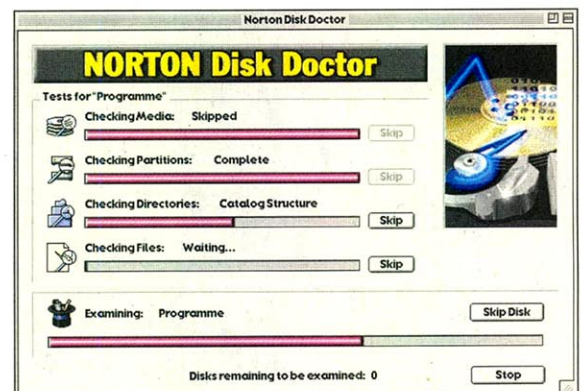 Norton Disk Doctor
NORTON Disk Doctor
Tests for "Programme"
Checking Media: Skipped
Skip
Checking Partitions: Complete
Skip
Checking Directories: Catalog Structure
Skip
Checking Files: Waiting...
Skip
Examining: Programme
Skip Disk
Disks remaining to be examined: 0
Stop